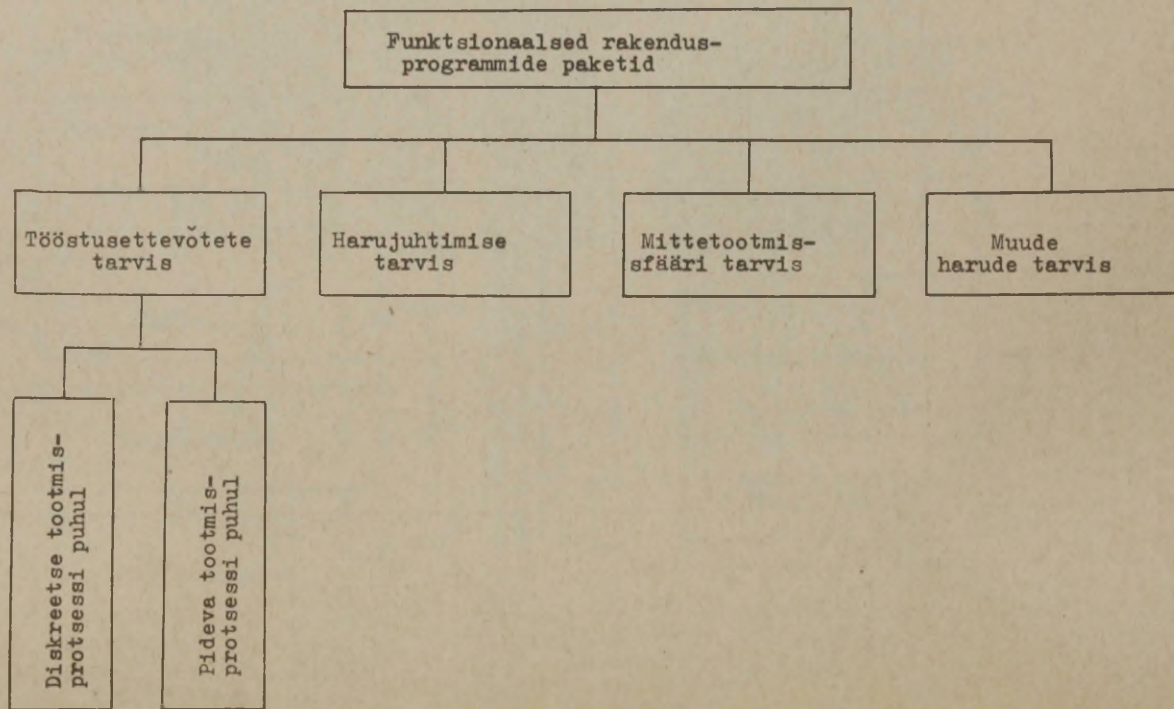 Funktsionaalsed rakendus-
programmide paketid
Tööstusettevõtete
tarvis
Harujuhtimise
tarvis
Mittetootmis-
sfääri tarvis
Muude
harude tarvis
Diskreetse tootmis-
protsessi puhul
Pideva tootmis-
protsessi puhul